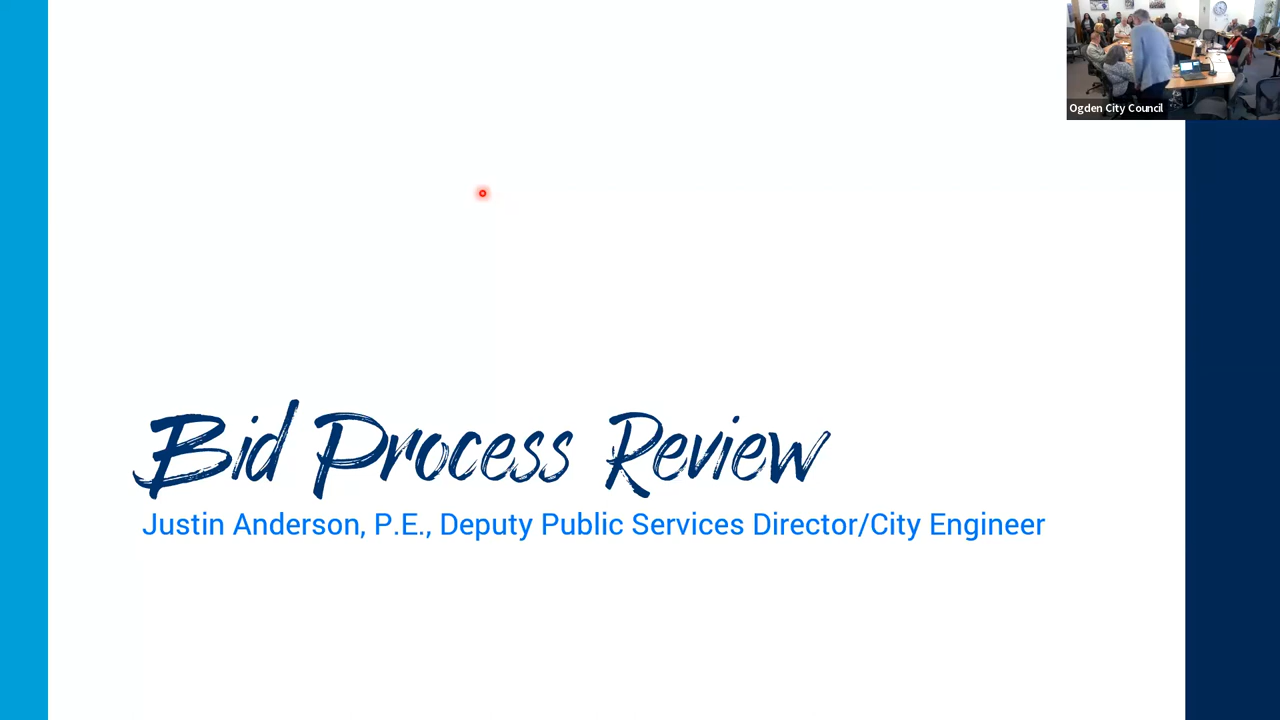 Ogden City Council
Bid Process Review
Justin Anderson, P.E., Deputy Public Services Director/City Engineer